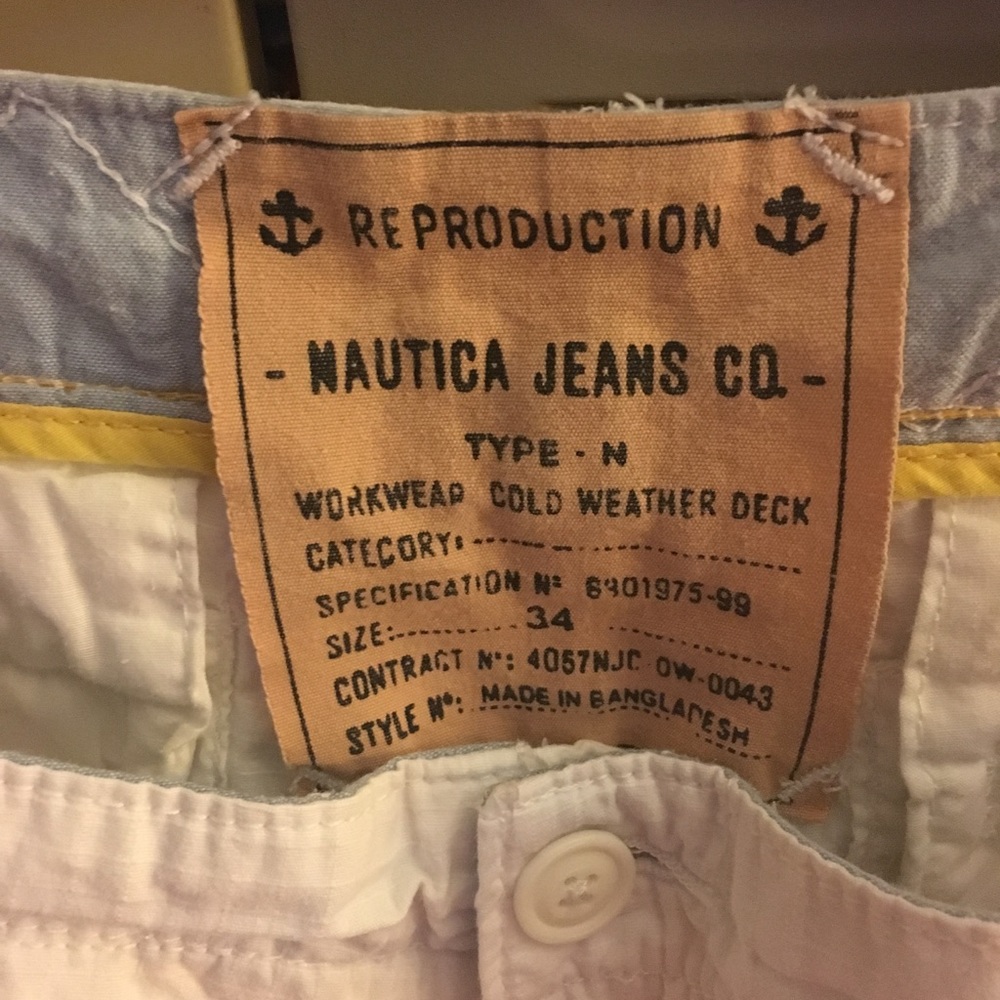 REPRODUCTION
- NAUTICA JEANS CO. -
TYPE - N
WORKWEAR COLD WEATHER DECK
CATEGORY:
SPECIFICATION Nº 6901975-99
SIZE: 34
CONTRACT Nº: 4057NJC OW-0043
STYLE Nº: MADE IN BANGLADESH